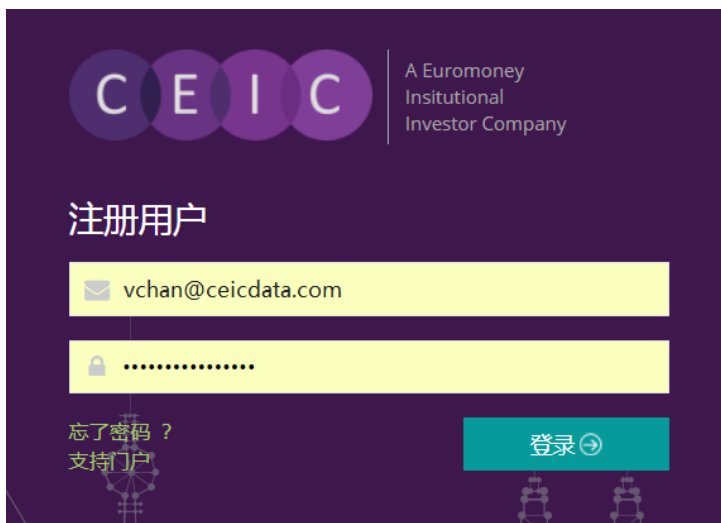 CEIC
A Euromoney
Insitutional
Investor Company
注册用户
vchan@ceicdata.com
••••••••••••••••
忘了密码 ？
支持门户
登录